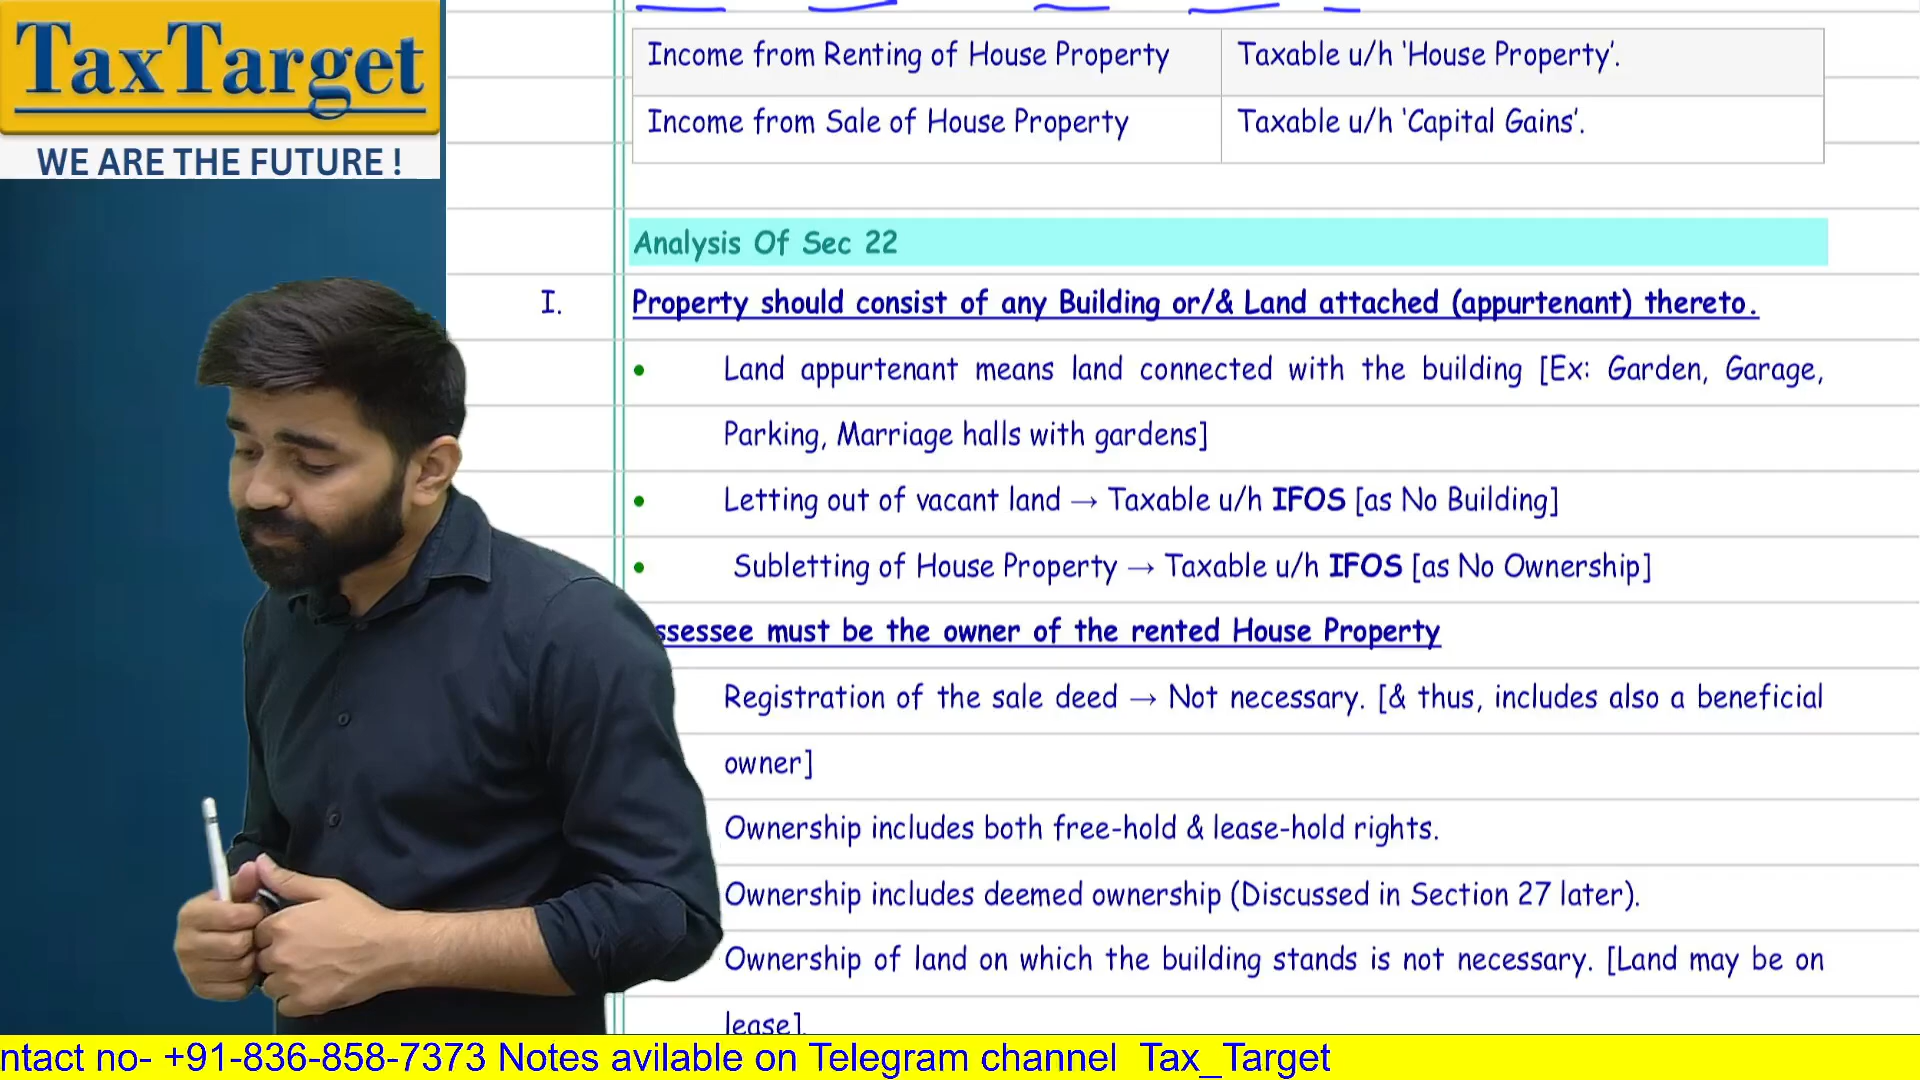 TaxTarget
WE ARE THE FUTURE !
Income from Renting of House Property Taxable u/h ‘House Property’.
Income from Sale of House Property Taxable u/h ‘Capital Gains’.
Analysis Of Sec 22
I. Property should consist of any Building or/& Land attached (appurtenant) thereto.
• Land appurtenant means land connected with the building [Ex: Garden, Garage,
Parking, Marriage halls with gardens]
• Letting out of vacant land → Taxable u/h IFOS [as No Building]
• Subletting of House Property → Taxable u/h IFOS [as No Ownership]
ssessee must be the owner of the rented House Property
Registration of the sale deed → Not necessary. [& thus, includes also a beneficial
owner]
Ownership includes both free-hold & lease-hold rights.
Ownership includes deemed ownership (Discussed in Section 27 later).
Ownership of land on which the building stands is not necessary. [Land may be on
lease].
ntact no- +91-836-858-7373 Notes avilable on Telegram channel Tax_Target